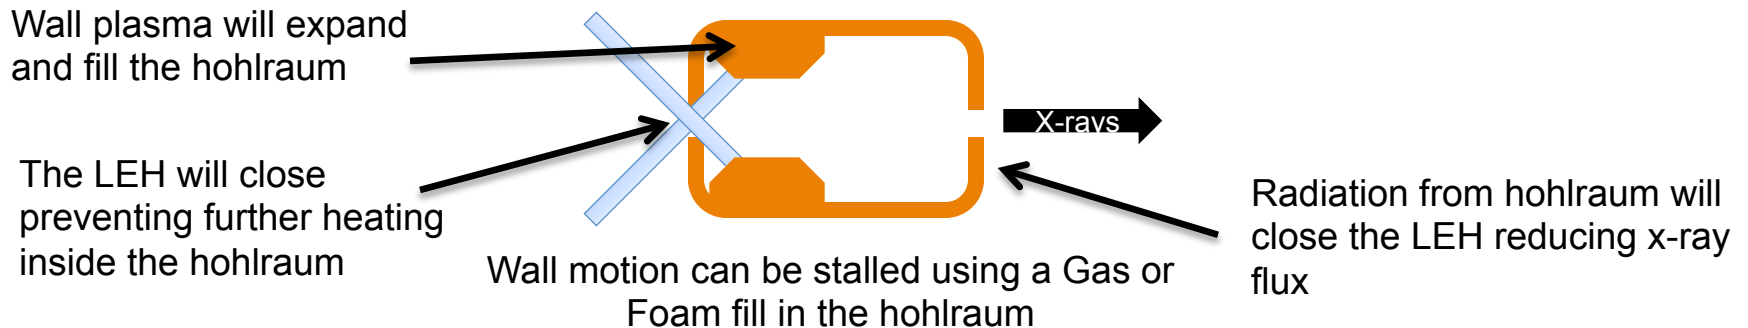 Wall plasma will expand
and fill the hohlraum
The LEH will close
preventing further heating
inside the hohlraum
X-rays
Wall motion can be stalled using a Gas or
Foam fill in the hohlraum
Radiation from hohlraum will
close the LEH reducing x-ray
flux